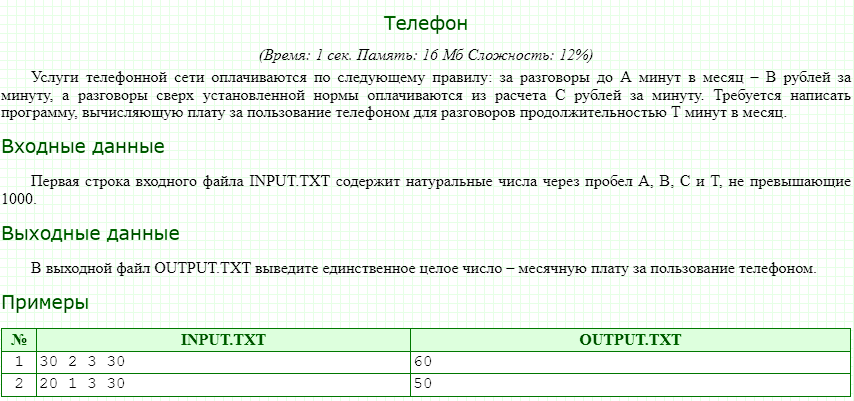 Телефон
(Время: 1 сек. Память: 16 Мб Сложность: 12%)
Услуги телефонной сети оплачиваются по следующему правилу: за разговоры до А минут в месяц – В рублей за
минуту, а разговоры сверх установленной нормы оплачиваются из расчета С рублей за минуту. Требуется написать
программу, вычисляющую плату за пользование телефоном для разговоров продолжительностью Т минут в месяц.
Входные данные
Первая строка входного файла INPUT.TXT содержит натуральные числа через пробел А, В, С и Т, не превышающие
1000.
Выходные данные
В выходной файл OUTPUT.TXT выведите единственное целое число – месячную плату за пользование телефоном.
Примеры
№ INPUT.TXT OUTPUT.TXT
1 30 2 3 30 60
2 20 1 3 30 50